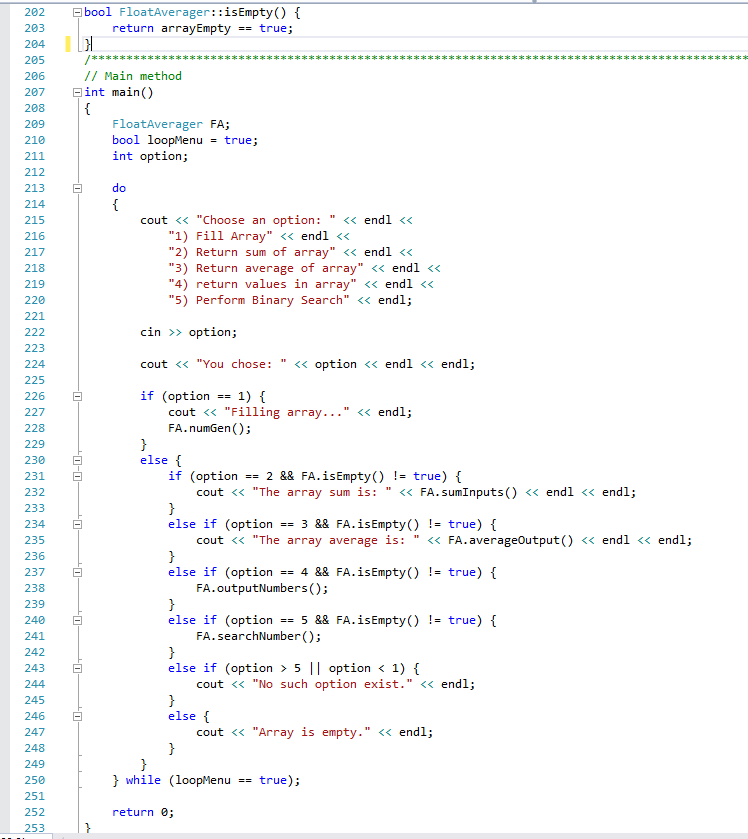 202 bool FloatAverager::isEmpty() {
203 return arrayEmpty == true;
204 }
205 /**********************************************************************************************
206 // Main method
207 int main()
208 {
209 FloatAverager FA;
210 bool loopMenu = true;
211 int option;
212
213 do
214 {
215 cout << "Choose an option: " << endl <<
216 "1) Fill Array" << endl <<
217 "2) Return sum of array" << endl <<
218 "3) Return average of array" << endl <<
219 "4) return values in array" << endl <<
220 "5) Perform Binary Search" << endl;
221
222 cin >> option;
223
224 cout << "You chose: " << option << endl << endl;
225
226 if (option == 1) {
227 cout << "Filling array..." << endl;
228 FA.numGen();
229 }
230 else {
231 if (option == 2 && FA.isEmpty() != true) {
232 cout << "The array sum is: " << FA.sumInputs() << endl << endl;
233 }
234 else if (option == 3 && FA.isEmpty() != true) {
235 cout << "The array average is: " << FA.averageOutput() << endl << endl;
236 }
237 else if (option == 4 && FA.isEmpty() != true) {
238 FA.outputNumbers();
239 }
240 else if (option == 5 && FA.isEmpty() != true) {
241 FA.searchNumber();
242 }
243 else if (option > 5 || option < 1) {
244 cout << "No such option exist." << endl;
245 }
246 else {
247 cout << "Array is empty." << endl;
248 }
249 }
250 } while (loopMenu == true);
251
252 return 0;
253 }